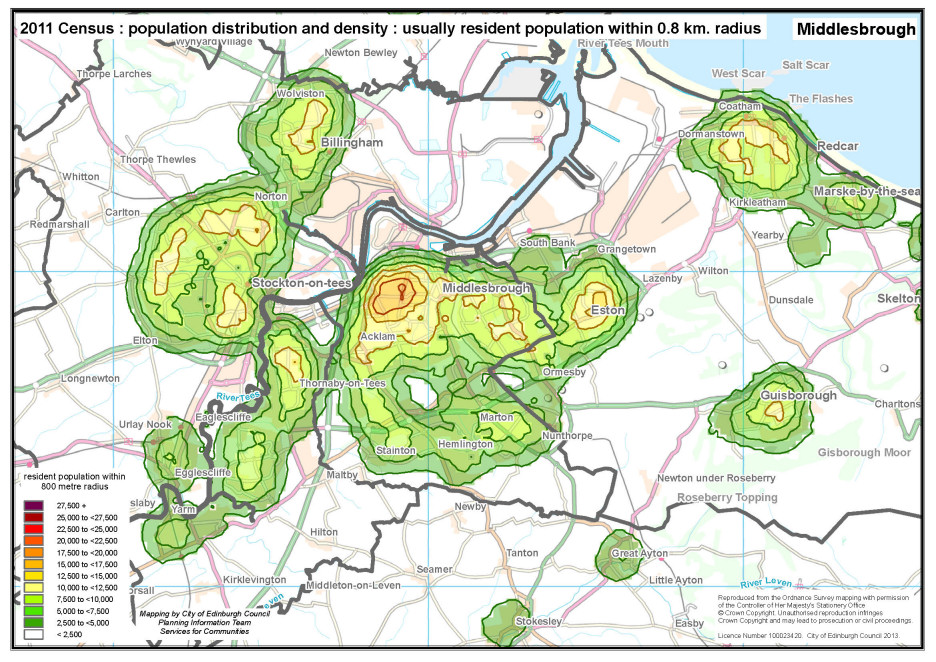 2011 Census : population distribution and density : usually resident population within 0.8 km. radius
Middlesbrough
Wynyard Village
Newton Bewley
River Tees Mouth
Thorpe Larches
West Scar
Salt Scar
Wolviston
Coatham
The Flashes
Billingham
Dormanstown
Redcar
Thorpe Thewles
Whitton
Norton
Marske-by-the-sea
Carlton
Kirkleatham
Redmarshall
Yearby
South Bank
Grangetown
Stockton-on-tees
Middlesbrough
Lazenby
Wilton
Dunsdale
Skelton
Eston
Elton
Acklam
Longnewton
Thornaby-on-Tees
Ormesby
River Tees
Guisborough
Charltons
Eaglescliffe
Urlay Nook
Marton
Nunthorpe
Stainton
Hemlington
Gisborough Moor
Egglescliffe
Maltby
Newton under Roseberry
Roseberry Topping
slaby
Yarm
Newby
Hilton
Tanton
Great Ayton
Seamer
Kirklevington
Middleton-on-Leven
Little Ayton
River Leven
orsall
even
Stokesley
Easby
resident population within
800 metre radius
27,500 +
25,000 to <27,500
22,500 to <25,000
20,000 to <22,500
17,500 to <20,000
15,000 to <17,500
12,500 to <15,000
10,000 to <12,500
7,500 to <10,000
5,000 to <7,500
2,500 to <5,000
< 2,500
Mapping by City of Edinburgh Council
Planning Information Team
Services for Communities
Reproduced from the Ordnance Survey mapping with permission
of the Controller of Her Majesty's Stationery Office
© Crown Copyright. Unauthorised reproduction infringes
Crown Copyright and may lead to prosecution or civil proceedings.
Licence Number 100023420. City of Edinburgh Council 2013